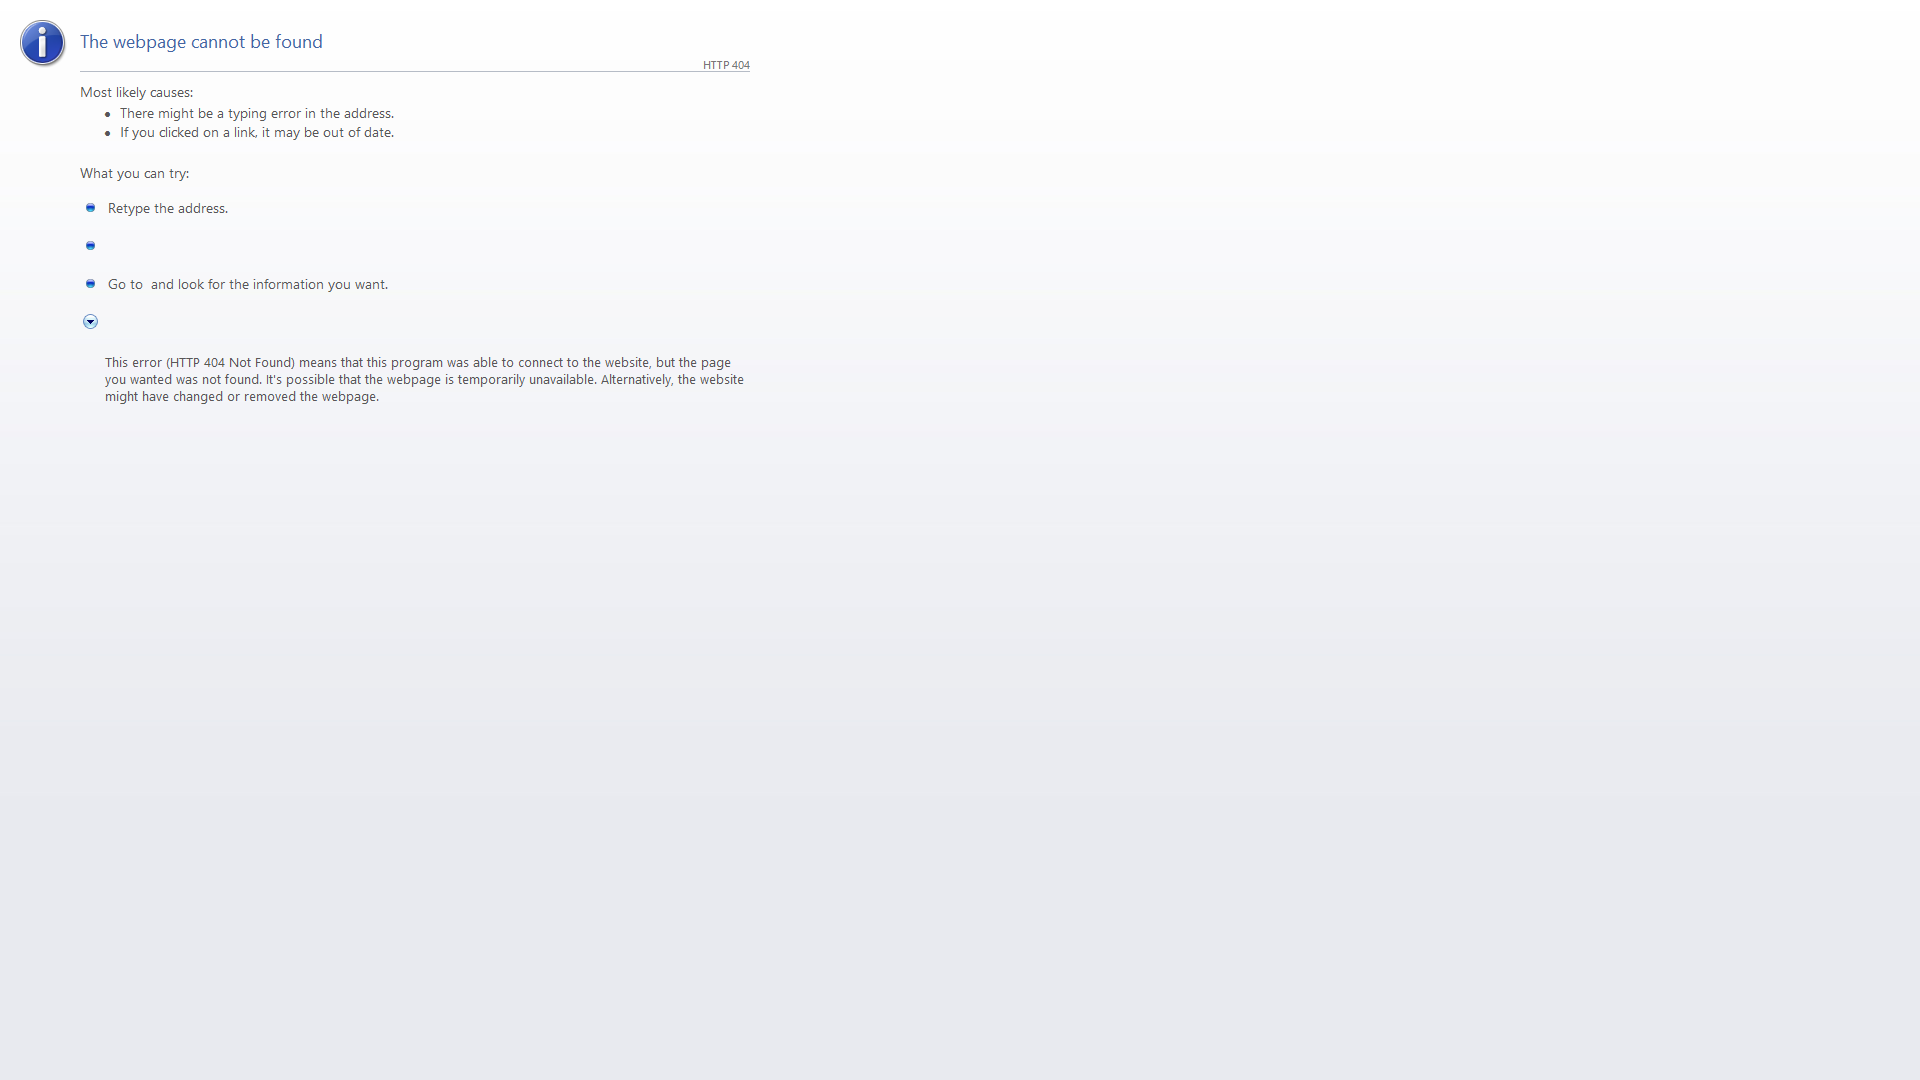 The webpage cannot be found
HTTP 404
Most likely causes:
There might be a typing error in the address.
If you clicked on a link, it may be out of date.
What you can try:
Retype the address.
Go to  and look for the information you want.
This error (HTTP 404 Not Found) means that this program was able to connect to the website, but the page
you wanted was not found. It's possible that the webpage is temporarily unavailable. Alternatively, the website
might have changed or removed the webpage.